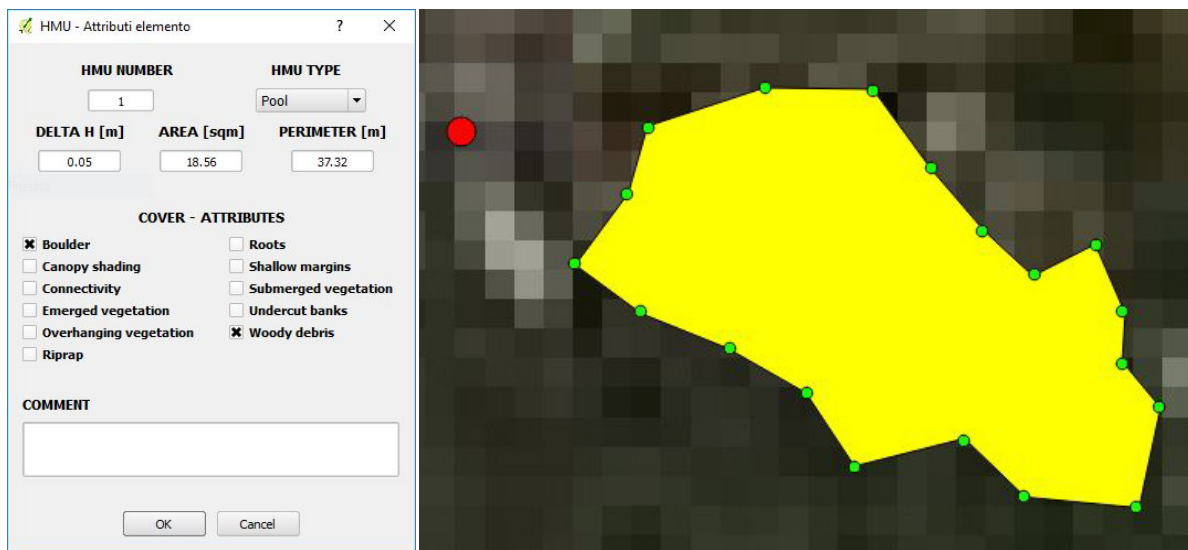 HMU - Attributi elemento ?
HMU NUMBER HMU TYPE
1 Pool
DELTA H [m] AREA [sqm] PERIMETER [m]
0.05 18.56 37.32
COVER - ATTRIBUTES
Boulder Roots
Canopy shading Shallow margins
Connectivity Submerged vegetation
Emerged vegetation Undercut banks
Overhanging vegetation Woody debris
Riprap
COMMENT
OK Cancel